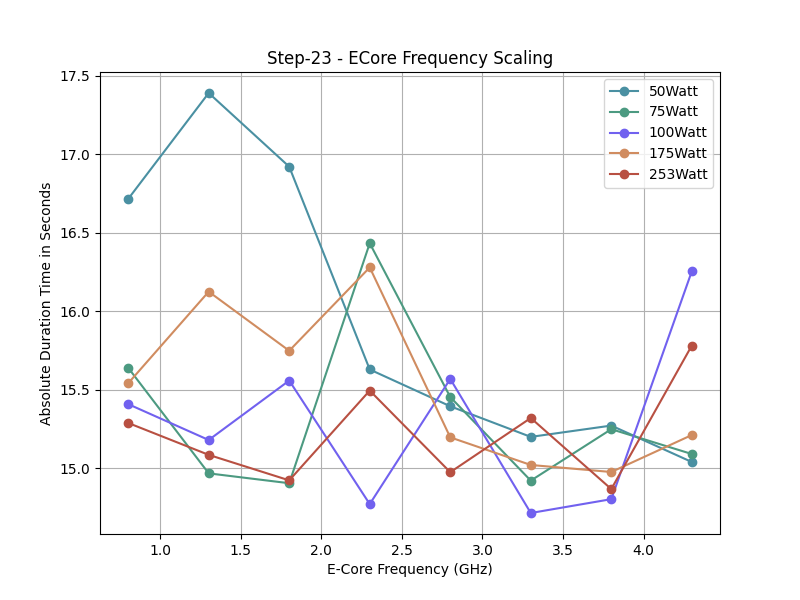 Step-23 - ECore Frequency Scaling
17.5
17.0
16.5
16.0
15.5
15.0
Absolute Duration Time in Seconds
50Watt
75Watt
100Watt
175Watt
253Watt
1.0 1.5 2.0 2.5 3.0 3.5 4.0
E-Core Frequency (GHz)